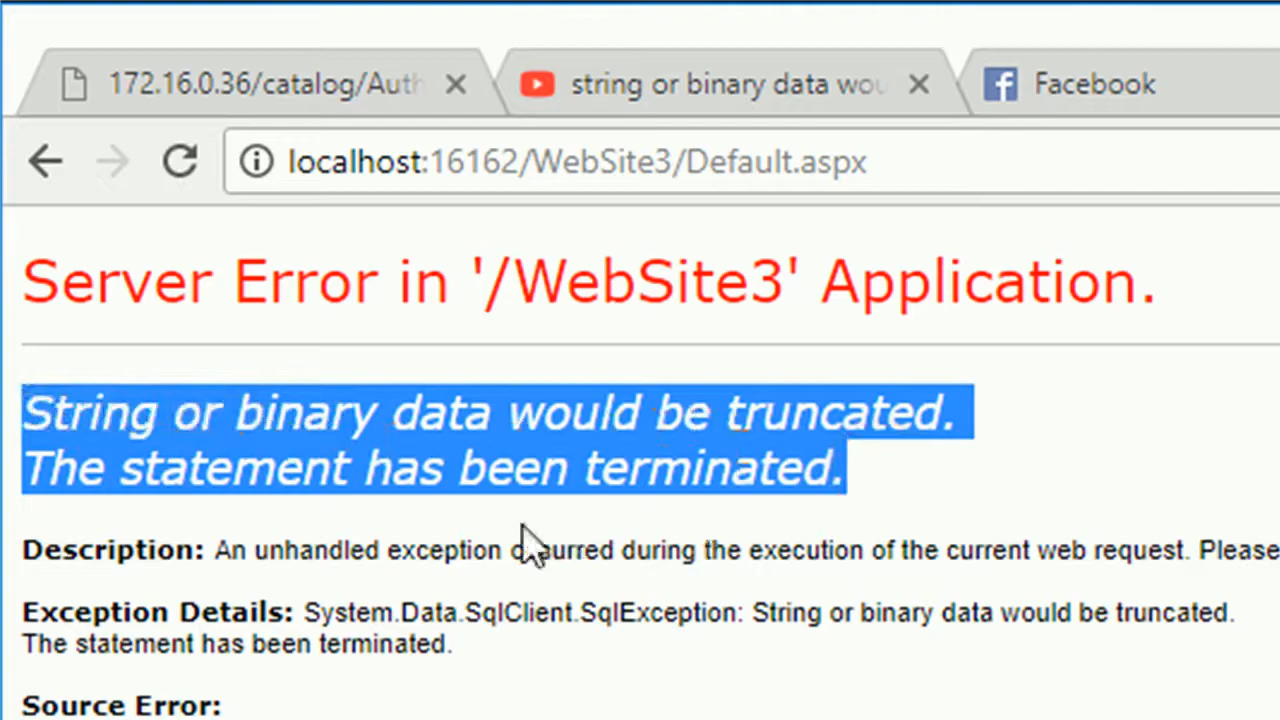 172.16.0.36/catalog/Auth
string or binary data wou
Facebook
localhost:16162/WebSite3/Default.aspx
Server Error in '/WebSite3' Application.
String or binary data would be truncated.
The statement has been terminated.
Description: An unhandled exception occurred during the execution of the current web request. Please
Exception Details: System.Data.SqlClient.SqlException: String or binary data would be truncated.
The statement has been terminated.
Source Error: